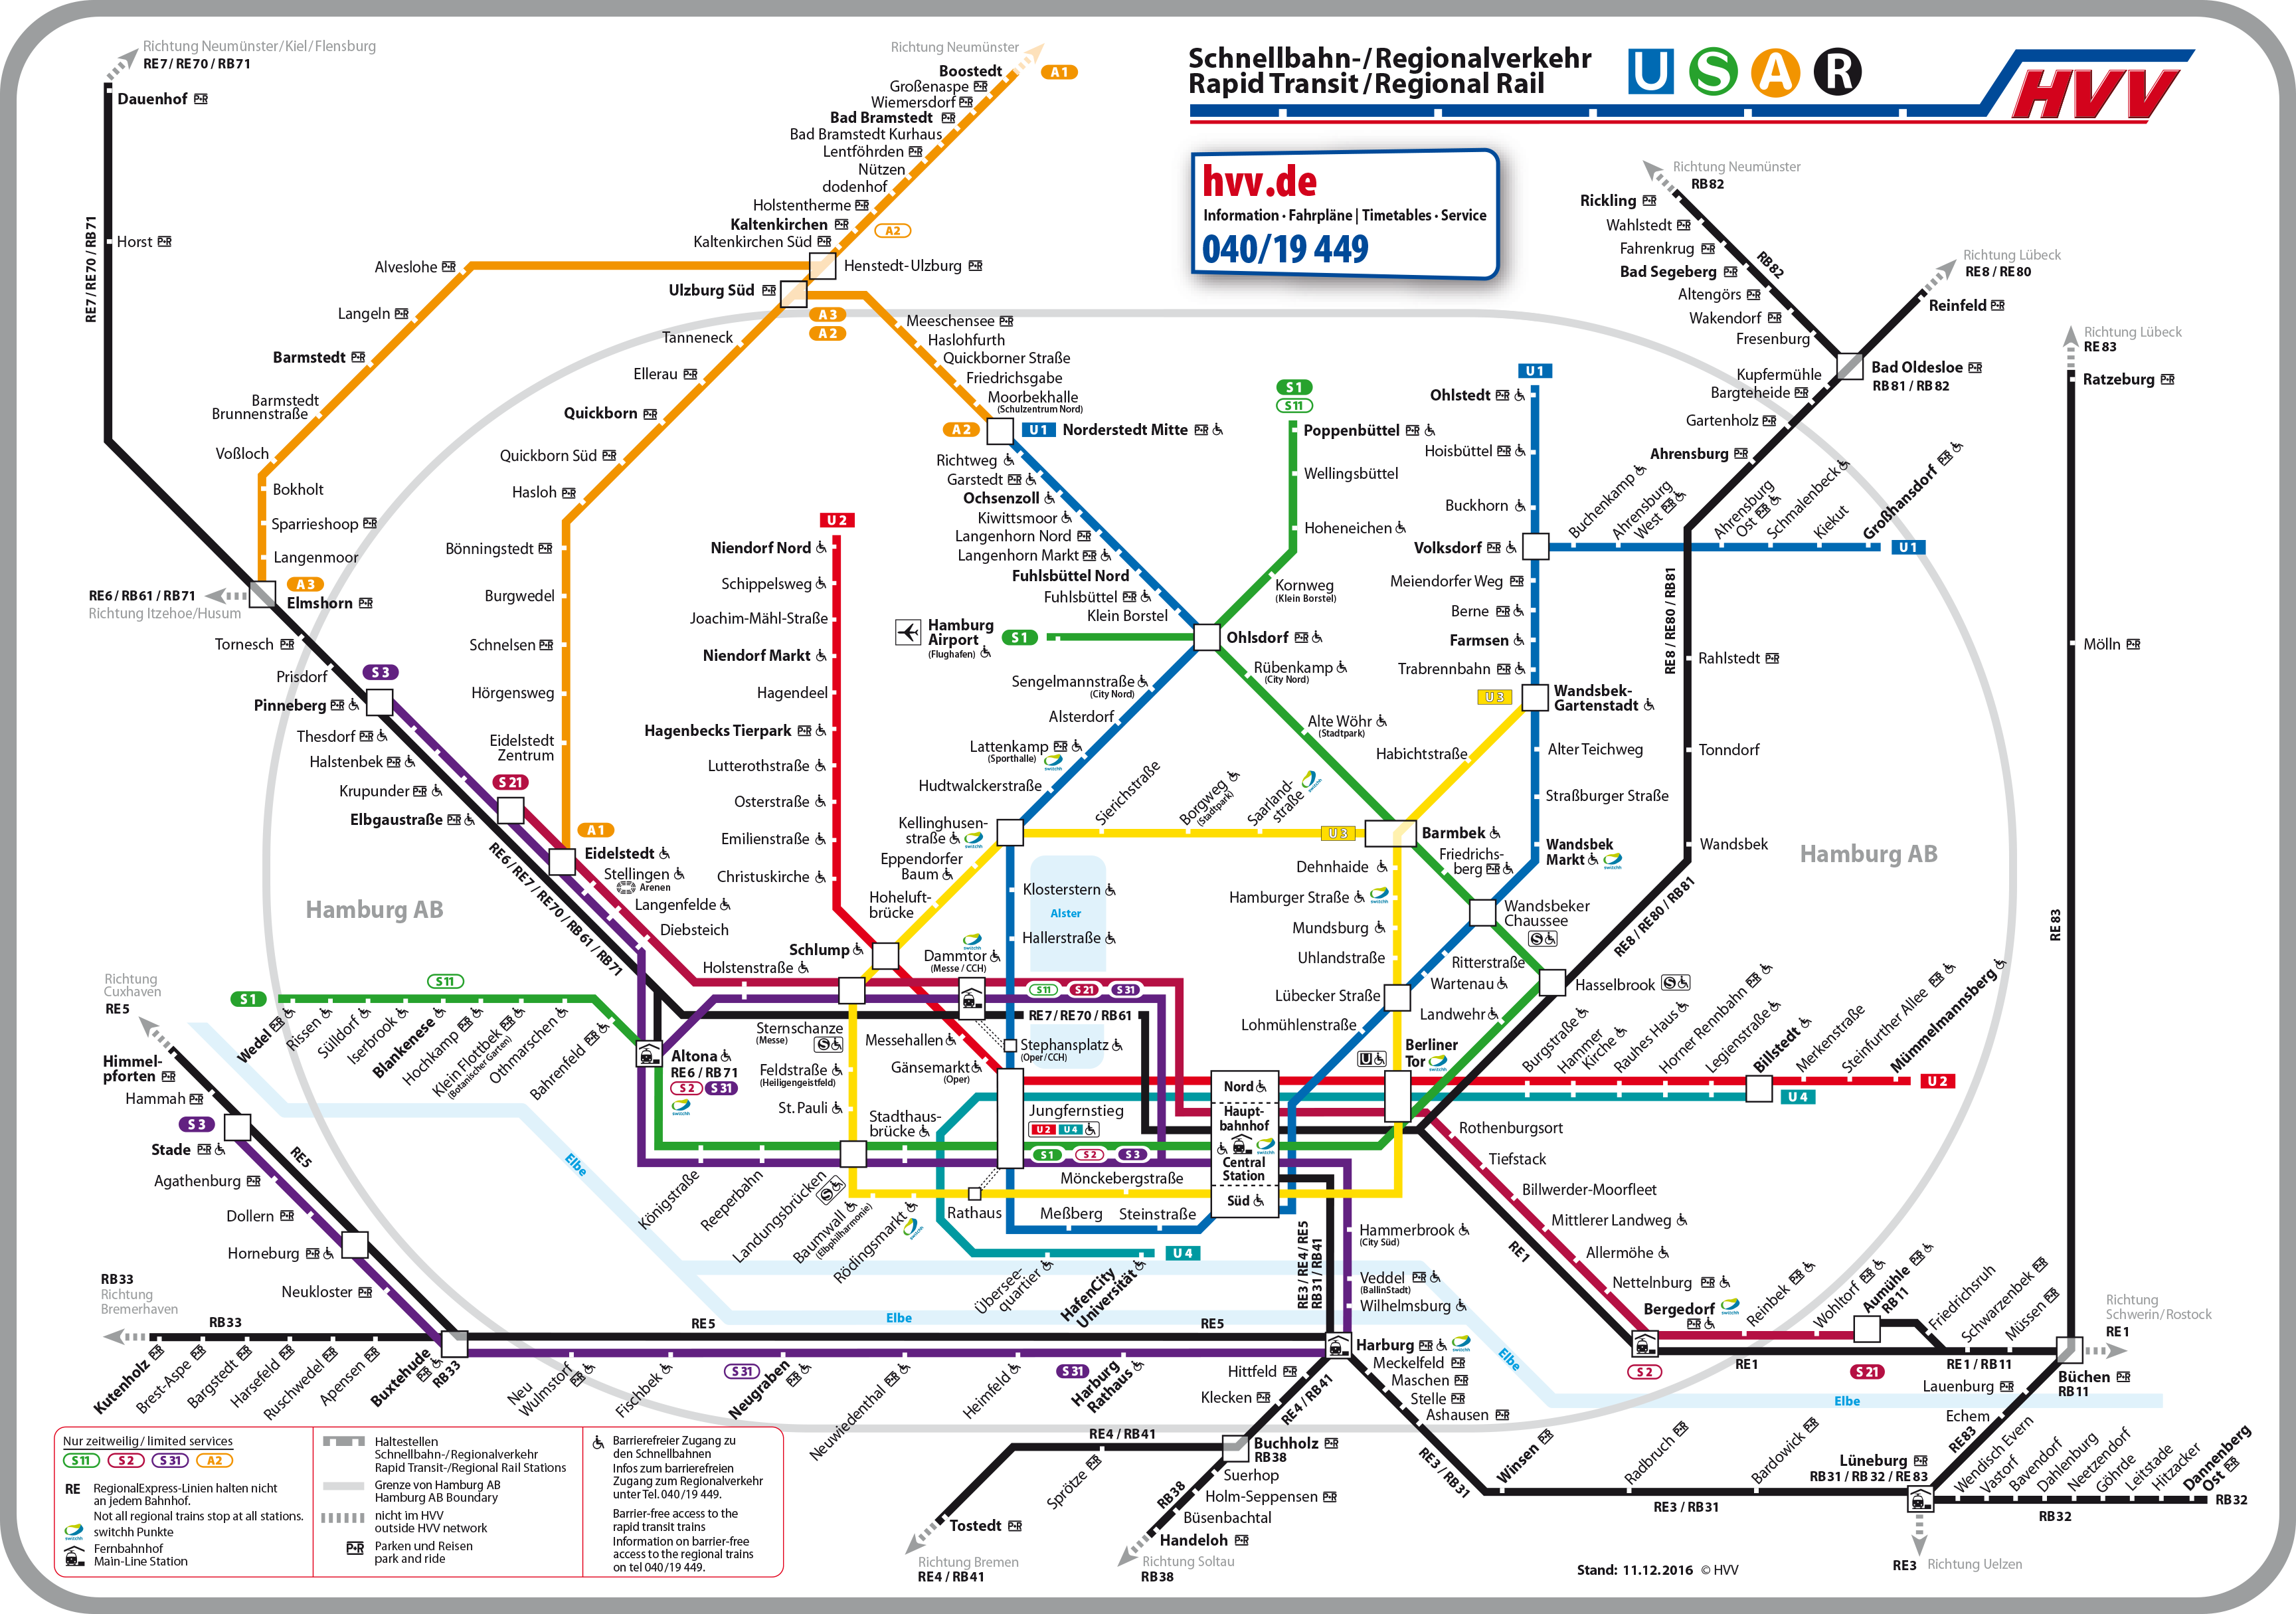 Schnellbahn-/Regionalverkehr
Rapid Transit/Regional Rail
U S A R
HVV
hvv.de
Information · Fahrpläne | Timetables · Service
040/19 449
Richtung Neumünster/Kiel/Flensburg
RE7/RE70/RB71
Dauenhof
RE7/RE70/RB71
Horst
RE6/RB61/RB71
Richtung Itzehoe/Husum
Richtung Neumünster
A1
Boostedt
Großenaspe
Wiemersdorf
Bad Bramstedt
Bad Bramstedt Kurhaus
Lentföhrden
Nützen
dodenhof
Holstentherme
Kaltenkirchen
A2
Kaltenkirchen Süd
Henstedt-Ulzburg
Ulzburg Süd
A3
A2
Alveslohe
Langeln
Barmstedt
Barmstedt
Brunnenstraße
Voßloch
Bokholt
Sparrieshoop
Langenmoor
A3
Elmshorn
Tornesch
Prisdorf
S3
Pinneberg
Thesdorf
Halstenbek
Krupunder
S21
Elbgaustraße
RE6/RE7/RE70/RB61/RB71
Tanneneck
Ellerau
Quickborn
Quickborn Süd
Hasloh
Bönningstedt
Burgwedel
Schnelsen
Hörgensweg
Eidelstedt
Zentrum
A1
Eidelstedt
Stellingen
Arenen
Langenfelde
Diebsteich
Holstenstraße
Meeschensee
Haslohfurth
Quickborner Straße
Friedrichsgabe
Moorbekhalle
(Schulzentrum Nord)
A2
U1
Norderstedt Mitte
Richtweg
Garstedt
Ochsenzoll
Kiwittsmoor
Langenhorn Nord
Langenhorn Markt
Fuhlsbüttel Nord
Fuhlsbüttel
Klein Borstel
Hamburg
Airport
(Flughafen)
S1
Ohlsdorf
Sengelmannstraße
(City Nord)
Alsterdorf
Lattenkamp
(Sporthalle)
switchh
Hudtwalckerstraße
Kellinghusen-
straße
switchh
Eppendorfer
Baum
Hoheluft-
brücke
U2
Niendorf Nord
Schippelsweg
Joachim-Mähl-Straße
Niendorf Markt
Hagendeel
Hagenbecks Tierpark
Lutterothstraße
Osterstraße
Emilienstraße
Christuskirche
Schlump
S1
S11
Poppenbüttel
Wellingsbüttel
Hoheneichen
Kornweg
(Klein Borstel)
Rübenkamp
(City Nord)
Alte Wöhr
(Stadtpark)
Sierichstraße
Borgweg
(Stadtpark)
Saarland-
straße
switchh
U3
Barmbek
Habichtstraße
U3
Wandsbek-
Gartenstadt
U1
Ohlstedt
Hoisbüttel
Buckhorn
Volksdorf
Meiendorfer Weg
Berne
Farmsen
Trabrennbahn
Alter Teichweg
Straßburger Straße
Wandsbek
Markt
switchh
Buchenkamp
Ahrensburg
West
Ahrensburg
Ost
Schmalenbeck
Kiekut
Großhansdorf
U1
Richtung Neumünster
RB82
Rickling
Wahlstedt
Fahrenkrug
Bad Segeberg
RB82
Altengörs
Wakendorf
Fresenburg
Richtung Lübeck
RE8/RE80
Reinfeld
Bad Oldesloe
RB81/RB82
Kupfermühle
Bargteheide
Gartenholz
Ahrensburg
RE8/RE80/RB81
Rahlstedt
Tonndorf
Wandsbek
RE8/RE80/RB81
Richtung Lübeck
RE83
Ratzeburg
Mölln
RE83
Hamburg AB
Hamburg AB
Dehnhaide
Hamburger Straße
switchh
Mundsburg
Uhlandstraße
Lübecker Straße
Lohmühlenstraße
Friedrichs-
berg
Wandsbeker
Chaussee
Ritterstraße
Wartenau
Landwehr
Hasselbrook
Berliner
Tor
switchh
Klosterstern
Alster
Hallerstraße
Dammtor
(Messe/CCH)
switchh
S11
S21
S31
RE7/RE70/RB61
Stephansplatz
(Oper/CCH)
Sternschanze
(Messe)
Messehallen
Gänsemarkt
(Oper)
Feldstraße
(Heiligengeistfeld)
St. Pauli
Stadthaus-
brücke
Jungfernstieg
U2 U4
S1
S2
S3
Mönckebergstraße
Nord
Haupt-
bahnhof
switchh
Central
Station
Süd
Rathaus
Meßberg
Steinstraße
Richtung
Cuxhaven
RE5
S1
S11
Wedel
Rissen
Sülldorf
Iserbrook
Blankenese
Hochkamp
Klein Flottbek
(Botanischer Garten)
Othmarschen
Bahrenfeld
Altona
RE6/RB71
S2
S31
switchh
Königstraße
Reeperbahn
Landungsbrücken
Baumwall
(Elbphilharmonie)
Rödingsmarkt
switchh
Übersee-
quartier
HafenCity
Universität
U4
Burgstraße
Hammer
Kirche
Rauhes Haus
Horner Rennbahn
Legienstraße
Billstedt
Merkenstraße
Steinfurther Allee
Mümmelmannsberg
U2
U4
Rothenburgsort
Tiefstack
Billwerder-Moorfleet
Mittlerer Landweg
Allermöhe
Nettelnburg
Bergedorf
switchh
S2
RE1
Reinbek
Wohltorf
Aumühle
RB11
S21
Friedrichsruh
Schwarzenbek
Müssen
RE1
RE1/RB11
Richtung
Schwerin/Rostock
RE1
Büchen
RB11
Lauenburg
Echem
RE83
Himmel-
pforten
Hammah
S3
Stade
RE5
Agathenburg
Dollern
Horneburg
Neukloster
RB33
Richtung
Bremerhaven
RB33
Kutenholz
Brest-Aspe
Bargstedt
Harsefeld
Ruschwedel
Apensen
Buxtehude
RB33
RE5
RE5
Neu
Wulmstorf
Fischbek
S31
Neugraben
Neuwiedenthal
Heimfeld
S31
Harburg
Rathaus
Elbe
Elbe
Elbe
Elbe
RE3/RE4/RE5
RB31/RB41
Hammerbrook
(City Süd)
Veddel
(BallinStadt)
Wilhelmsburg
Harburg
switchh
Meckelfeld
Maschen
Stelle
Ashausen
Hittfeld
Klecken
RE4/RB41
RE4/RB41
Buchholz
RB38
Sprötze
Tostedt
Richtung Bremen
RE4/RB41
Suerhop
Holm-Seppensen
Büsenbachtal
RB38
Handeloh
Richtung Soltau
RB38
RE3/RB31
Winsen
Radbruch
Bardowick
RE3/RB31
Lüneburg
RB31/RB32/RE83
RE3
Richtung Uelzen
Wendisch Evern
Vastorf
Bavendorf
Dahlenburg
Neetzendorf
Göhrde
Leitstade
Hitzacker
Dannenberg
Ost
RB32
RB32
Nur zeitweilig/limited services
S11 S2 S31 A2
RE RegionalExpress-Linien halten nicht
an jedem Bahnhof.
Not all regional trains stop at all stations.
switchh Punkte
Fernbahnhof
Main-Line Station
Haltestellen
Schnellbahn-/Regionalverkehr
Rapid Transit-/Regional Rail Stations
Grenze von Hamburg AB
Hamburg AB Boundary
nicht im HVV
outside HVV network
Parken und Reisen
park and ride
Barrierefreier Zugang zu
den Schnellbahnen
Infos zum barrierefreien
Zugang zum Regionalverkehr
unter Tel. 040/19 449.
Barrier-free access to the
rapid transit trains
Information on barrier-free
access to the regional trains
on tel 040/19 449.
Stand: 11.12.2016 © HVV